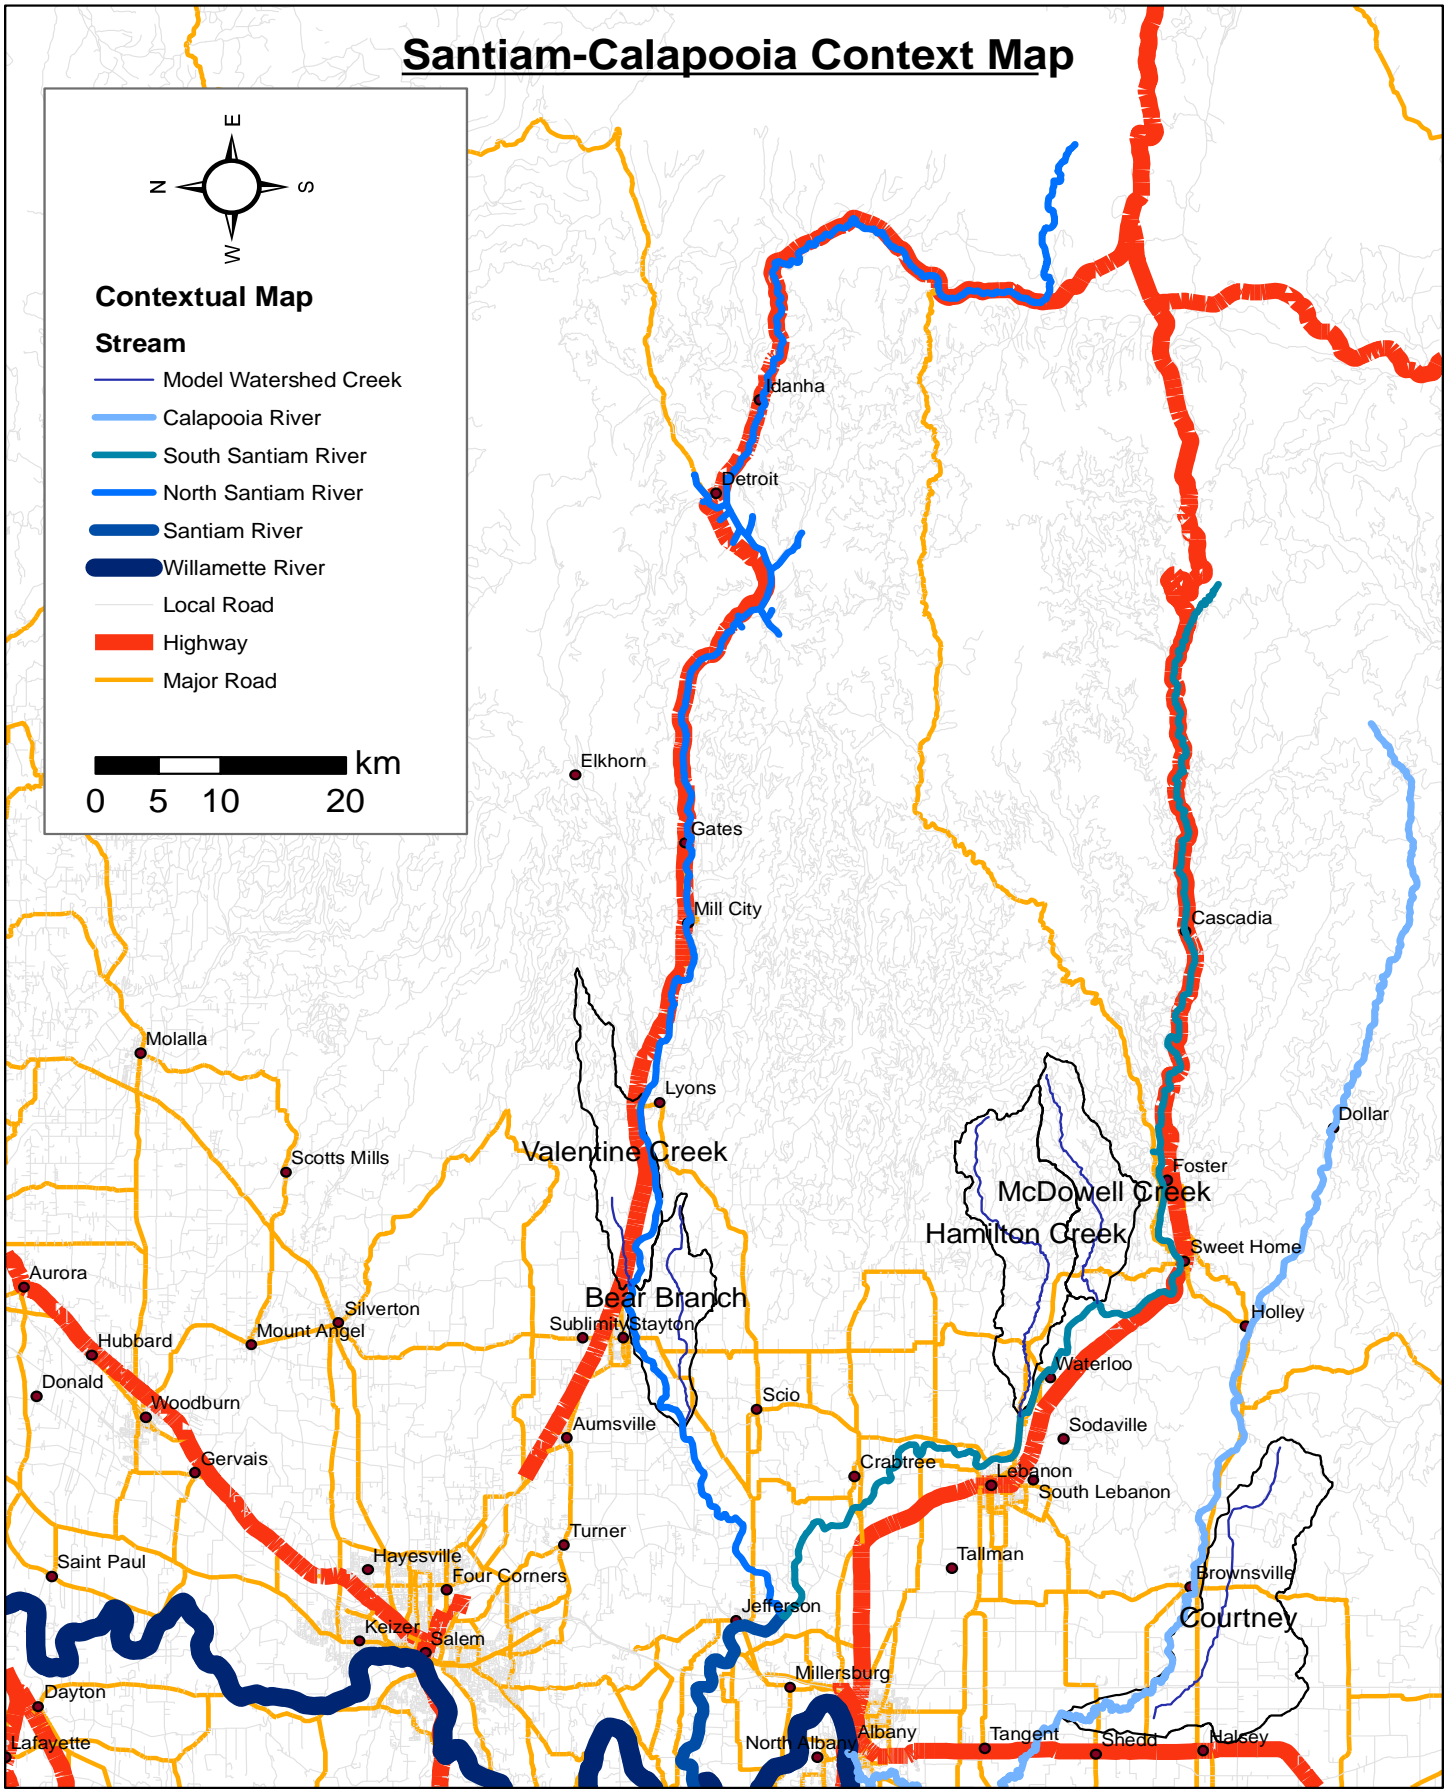 Santiam-Calapooia Context Map
E
N
S
W
Contextual Map
Stream
Model Watershed Creek
Calapooia River
South Santiam River
North Santiam River
Santiam River
Willamette River
Local Road
Highway
Major Road
km
0 5 10 20
Idanha
Detroit
Elkhorn
Gates
Mill City
Cascadia
Molalla
Lyons
Dollar
Valentine Creek
Scotts Mills
Foster
McDowell Creek
Hamilton Creek
Sweet Home
Aurora
Bear Branch
Silverton
Holley
Sublimity
Stayton
Mount Angel
Hubbard
Waterloo
Donald
Scio
Woodburn
Aumsville
Sodaville
Gervais
Crabtree
Lebanon
South Lebanon
Turner
Hayesville
Tallman
Saint Paul
Four Corners
Brownsville
Jefferson
Courtney
Keizer
Salem
Millersburg
Dayton
Albany
Tangent
Shedd
Halsey
North Albany
Lafayette